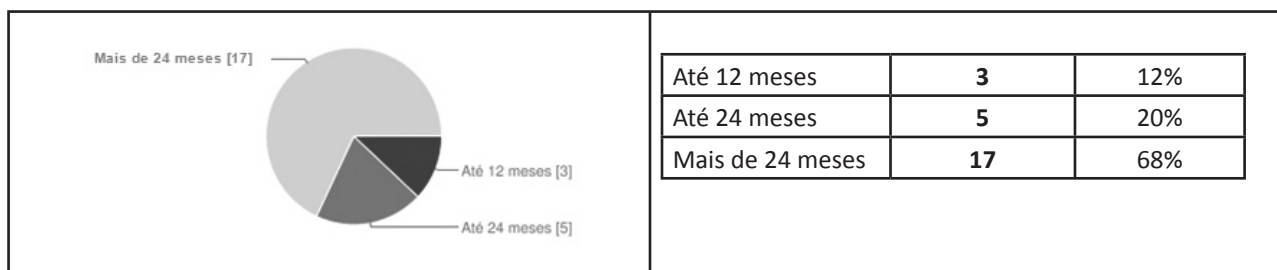 Mais de 24 meses [17]
Até 12 meses [3]
Até 24 meses [5]
Até 12 meses 3 12%
Até 24 meses 5 20%
Mais de 24 meses 17 68%